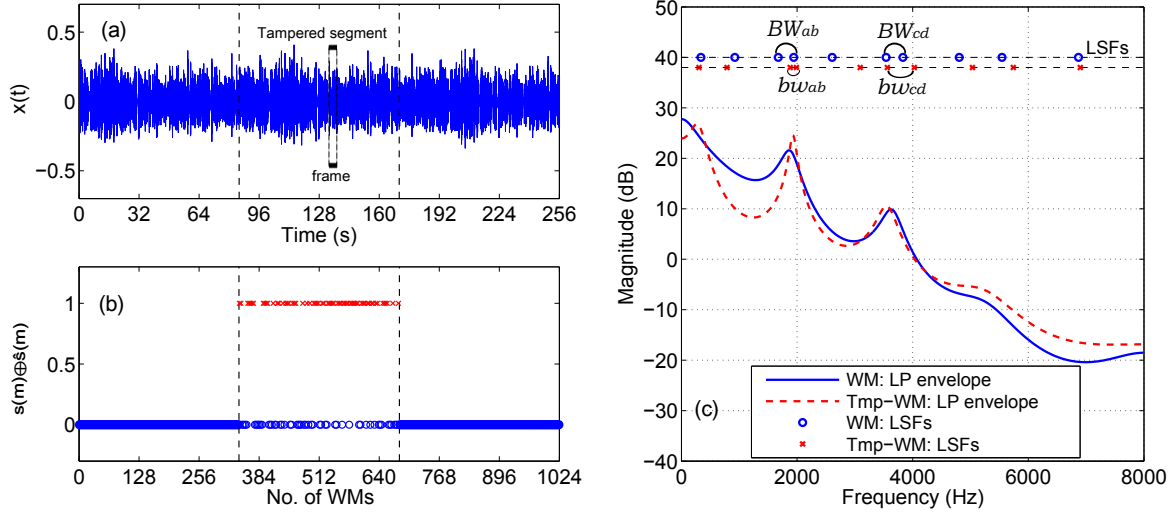 (a)
Tampered segment
frame
x(t)
0.5
0
−0.5
0 32 64 96 128 160 192 224 256
Time (s)
(b)
s(m)⊕ŝ(m)
1
0.5
0
0 128 256 384 512 640 768 896 1024
No. of WMs
BWab BWcd
LSFs
bwab bwcd
Magnitude (dB)
50
40
30
20
10
0
−10
−20
−30
−40
(c)
WM: LP envelope
Tmp−WM: LP envelope
WM: LSFs
Tmp−WM: LSFs
0 2000 4000 6000 8000
Frequency (Hz)